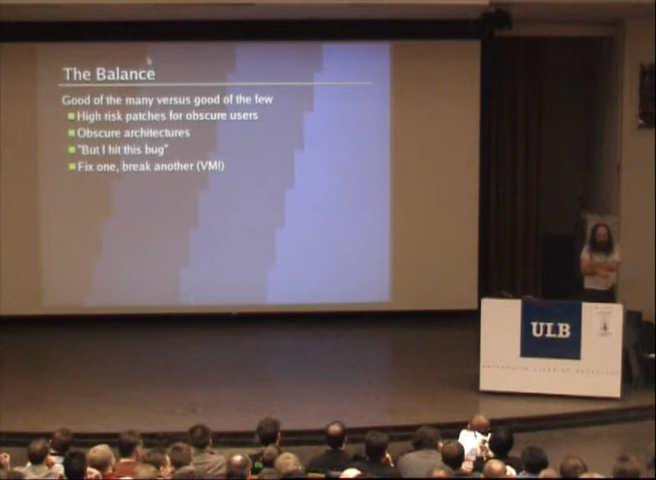 The Balance
Good of the many versus good of the few
High risk patches for obscure users
Obscure architectures
"But I hit this bug"
Fix one, break another (VM!)
ULB